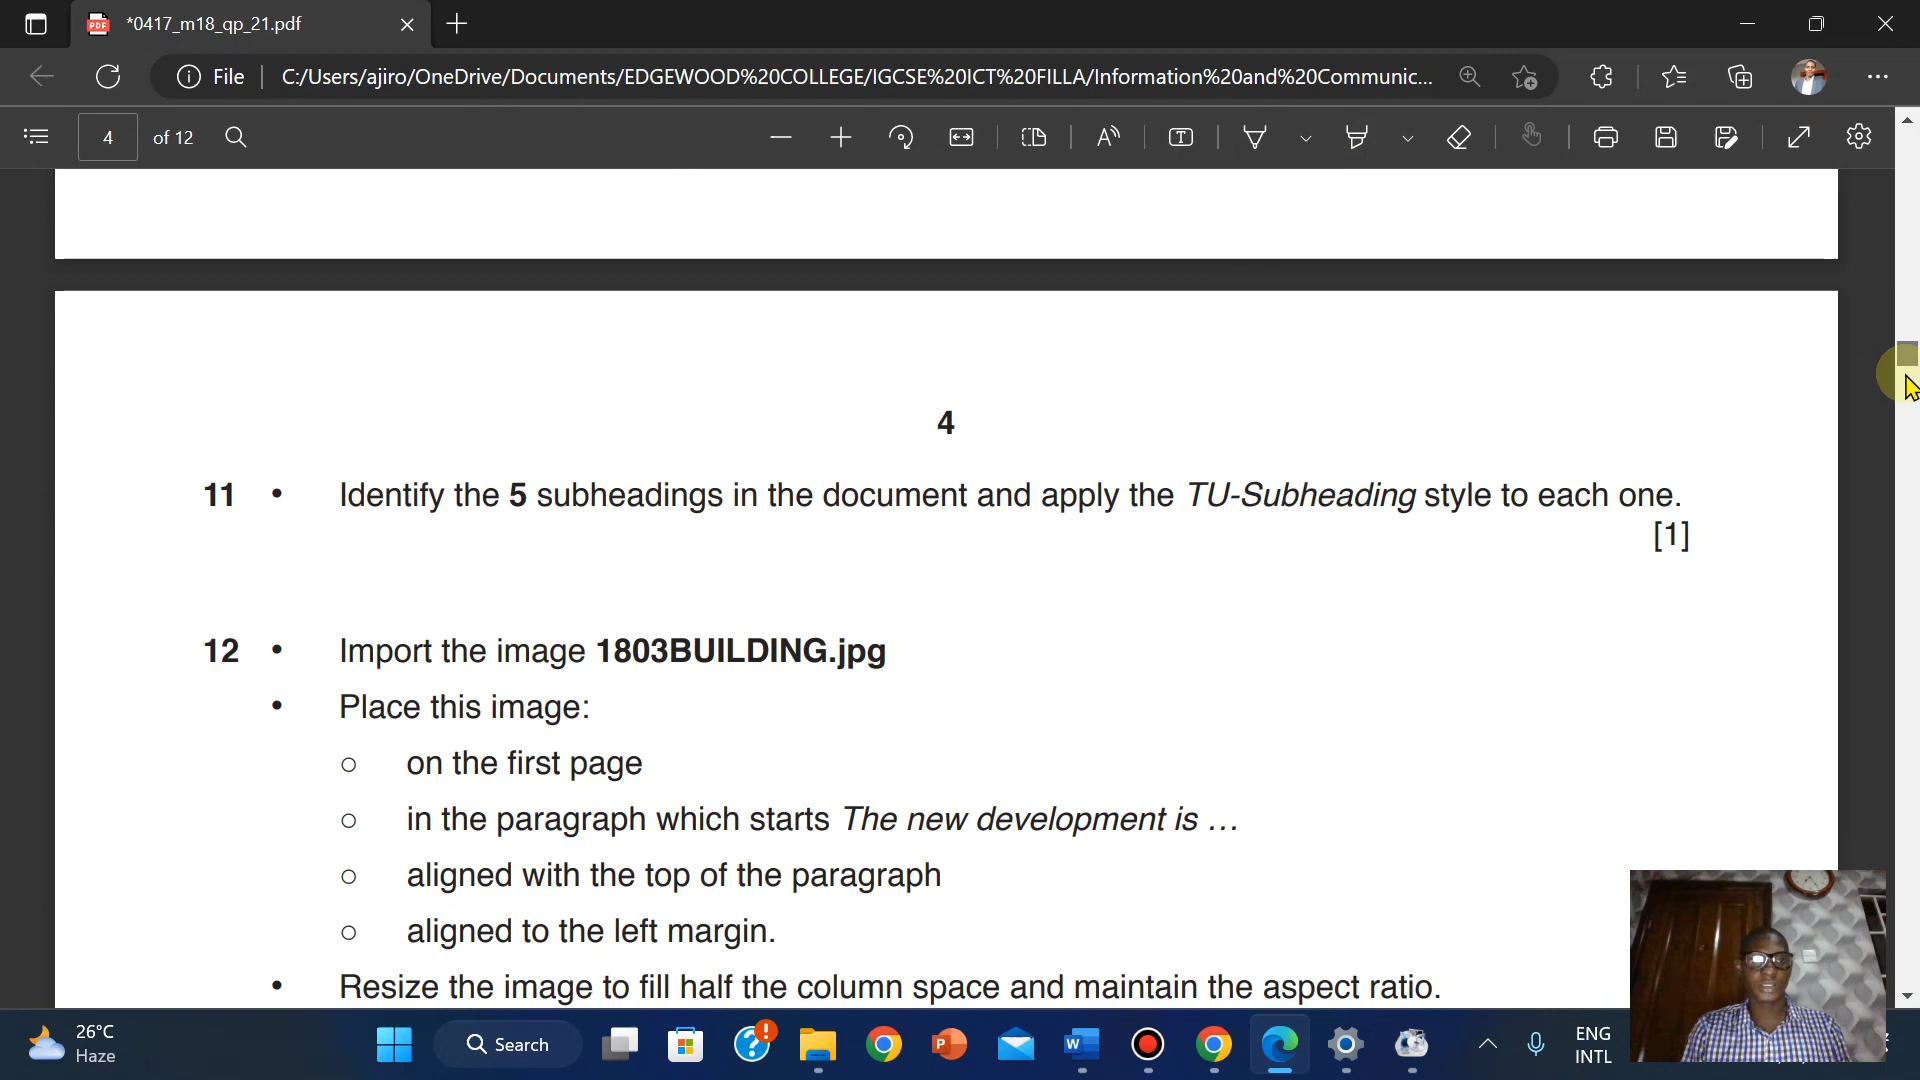 *0417_m18_qp_21.pdf
File C:/Users/ajiro/OneDrive/Documents/EDGEWOOD%20COLLEGE/IGCSE%20ICT%20FILLA/Information%20and%20Communic...
4 of 12
4
11 • Identify the 5 subheadings in the document and apply the TU-Subheading style to each one.
[1]
12 • Import the image 1803BUILDING.jpg
• Place this image:
○ on the first page
○ in the paragraph which starts The new development is …
○ aligned with the top of the paragraph
○ aligned to the left margin.
• Resize the image to fill half the column space and maintain the aspect ratio.
26°C
Haze
Search
ENG
INTL